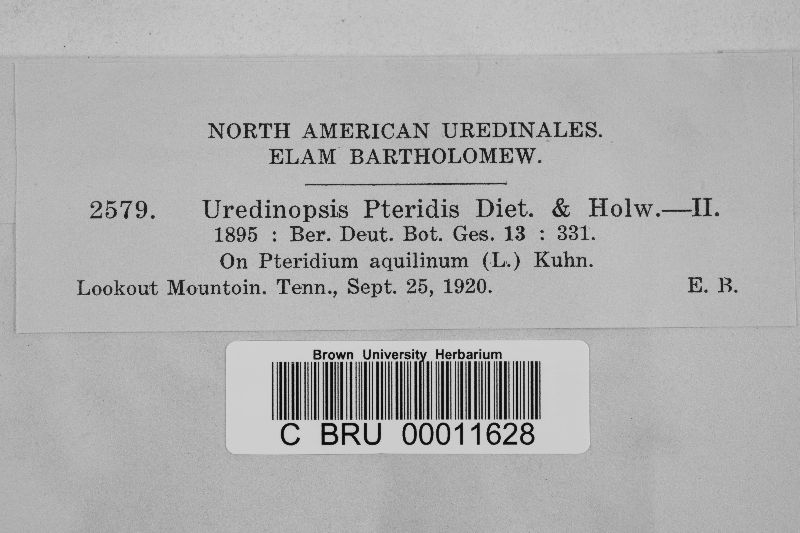 NORTH AMERICAN UREDINALES.
ELAM BARTHOLOMEW.
2579. Uredinopsis Pteridis Diet. & Holw.—II.
1895 : Ber. Deut. Bot. Ges. 13 : 331.
On Pteridium aquilinum (L.) Kuhn.
Lookout Mountoin. Tenn., Sept. 25, 1920. E. B.
Brown University Herbarium
C BRU 00011628